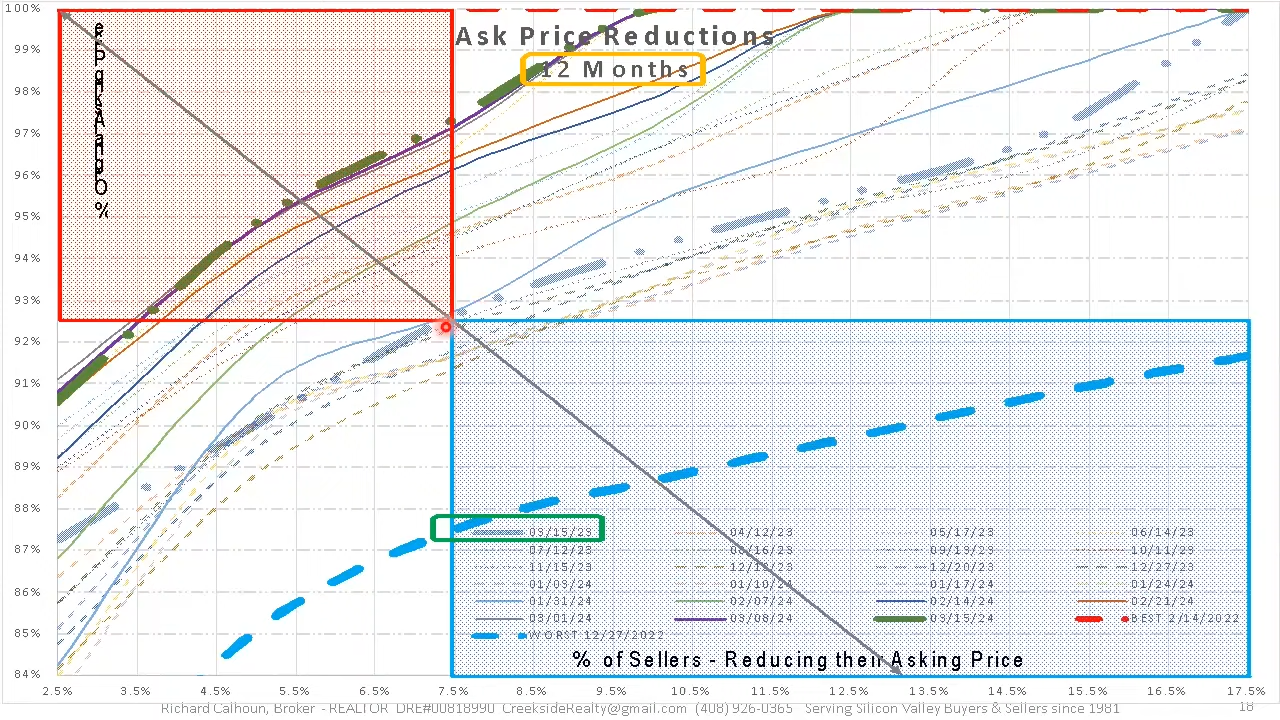 Ask Price Reductions
12 Months
100%
99%
98%
97%
96%
95%
94%
93%
92%
91%
90%
89%
88%
87%
86%
85%
84%
03/15/23 04/12/23 05/17/23
07/12/23 08/16/23 09/13/23 10/11/23
11/15/23 12/20/23 12/27/23
01/03/24 01/10/24 01/17/24 01/24/24
01/31/24 02/07/24 02/14/24 02/21/24
03/01/24 03/08/24 03/15/24 BEST 2/14/2022
WORST 12/27/2022
% of Sellers - Reducing their Asking Price
2.5% 3.5% 4.5% 5.5% 6.5% 7.5% 8.5% 9.5% 10.5% 11.5% 12.5% 13.5% 14.5% 15.5% 16.5% 17.5%
Richard Calhoun, Broker - REALTOR DRE#00818990 CreeksideRealty@gmail.com (408) 926-0365 Serving Silicon Valley Buyers & Sellers since 1981
18